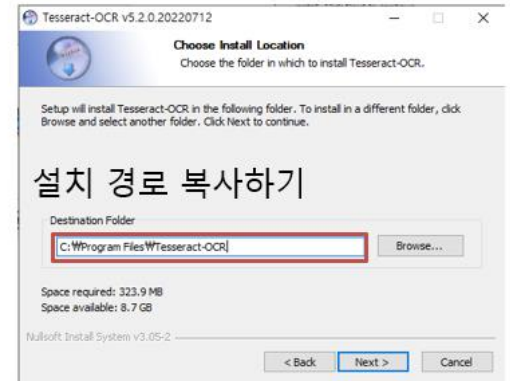 Tesseract-OCR v5.2.0.20220712
Choose Install Location
Choose the folder in which to install Tesseract-OCR.
Setup will install Tesseract-OCR in the following folder. To install in a different folder, click
Browse and select another folder. Click Next to continue.
설치 경로 복사하기
Destination Folder
C:₩Program Files₩Tesseract-OCR
Browse...
Space required: 323.9 MB
Space available: 8.7 GB
Nullsoft Install System v3.05-2
< Back Next > Cancel